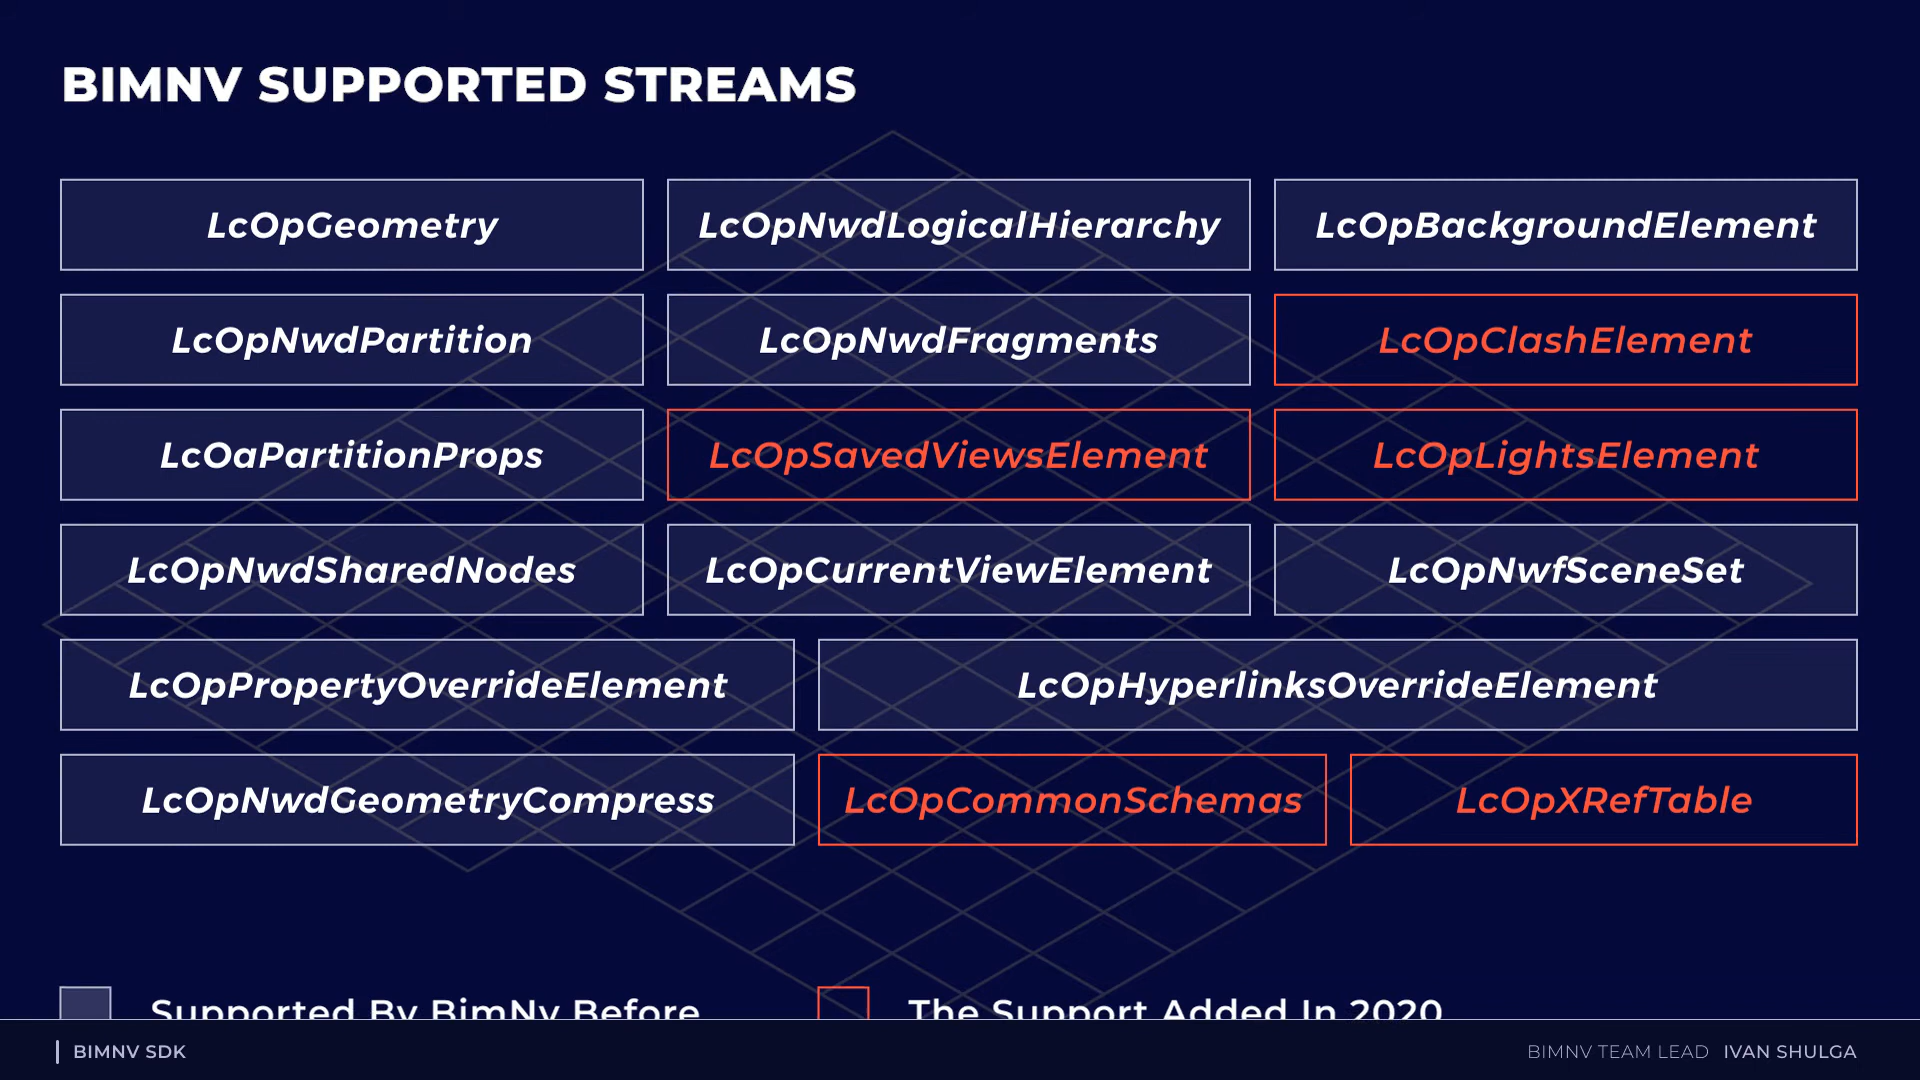 BIMNV SUPPORTED STREAMS
LcOpGeometry
LcOpNwdLogicalHierarchy
LcOpBackgroundElement
LcOpNwdPartition
LcOpNwdFragments
LcOpClashElement
LcOaPartitionProps
LcOpSavedViewsElement
LcOpLightsElement
LcOpNwdSharedNodes
LcOpCurrentViewElement
LcOpNwfSceneSet
LcOpPropertyOverrideElement
LcOpHyperlinksOverrideElement
LcOpNwdGeometryCompress
LcOpCommonSchemas
LcOpXRefTable
Supported By BimNv Before
The Support Added In 2020
BIMNV SDK
BIMNV TEAM LEAD IVAN SHULGA